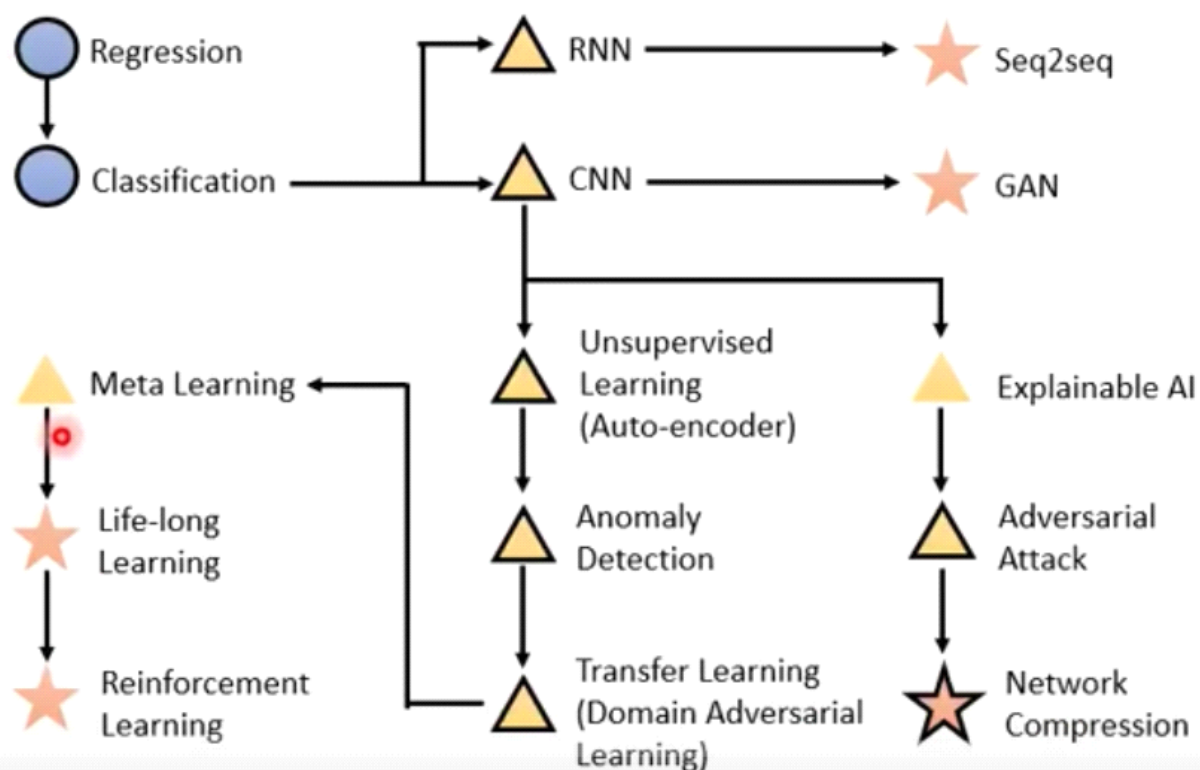 Regression
RNN
Seq2seq
Classification
CNN
GAN
Meta Learning
Unsupervised
Learning
(Auto-encoder)
Explainable AI
Life-long
Learning
Anomaly
Detection
Adversarial
Attack
Reinforcement
Learning
Transfer Learning
(Domain Adversarial
Learning)
Network
Compression